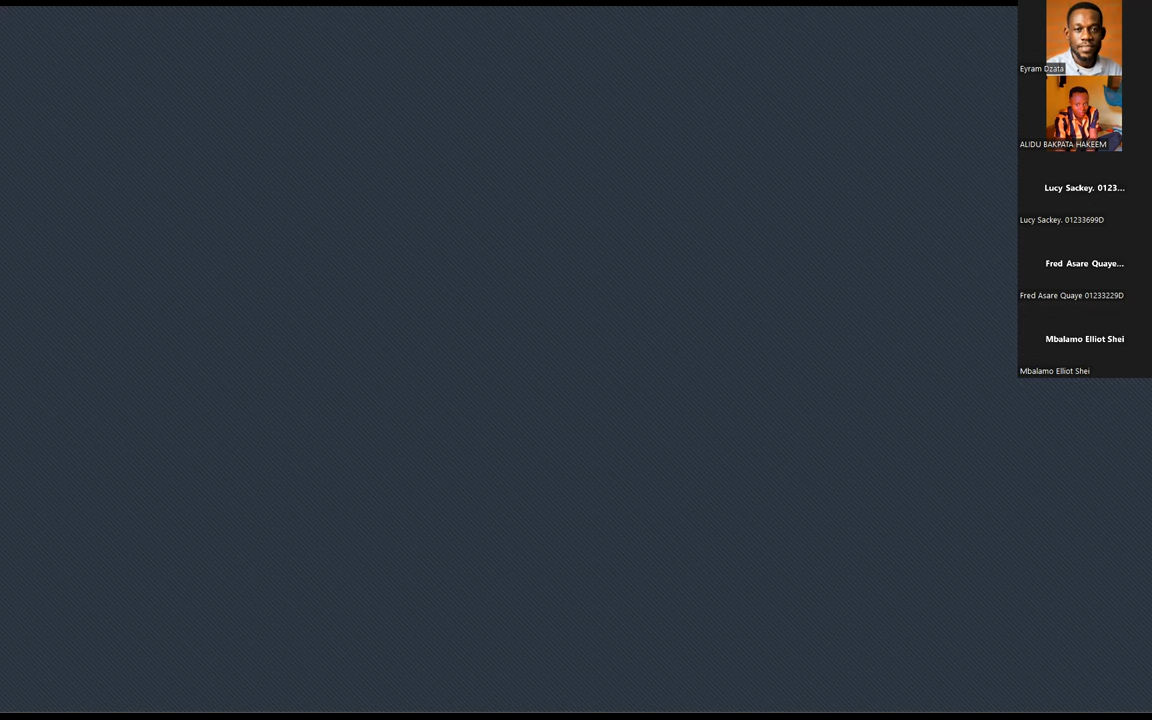 Eyram Dzata
ALIDU BAKPATA HAKEEM
Lucy Sackey. 0123...
Lucy Sackey. 01233699D
Fred Asare Quaye...
Fred Asare Quaye 01233229D
Mbalamo Elliot Shei
Mbalamo Elliot Shei